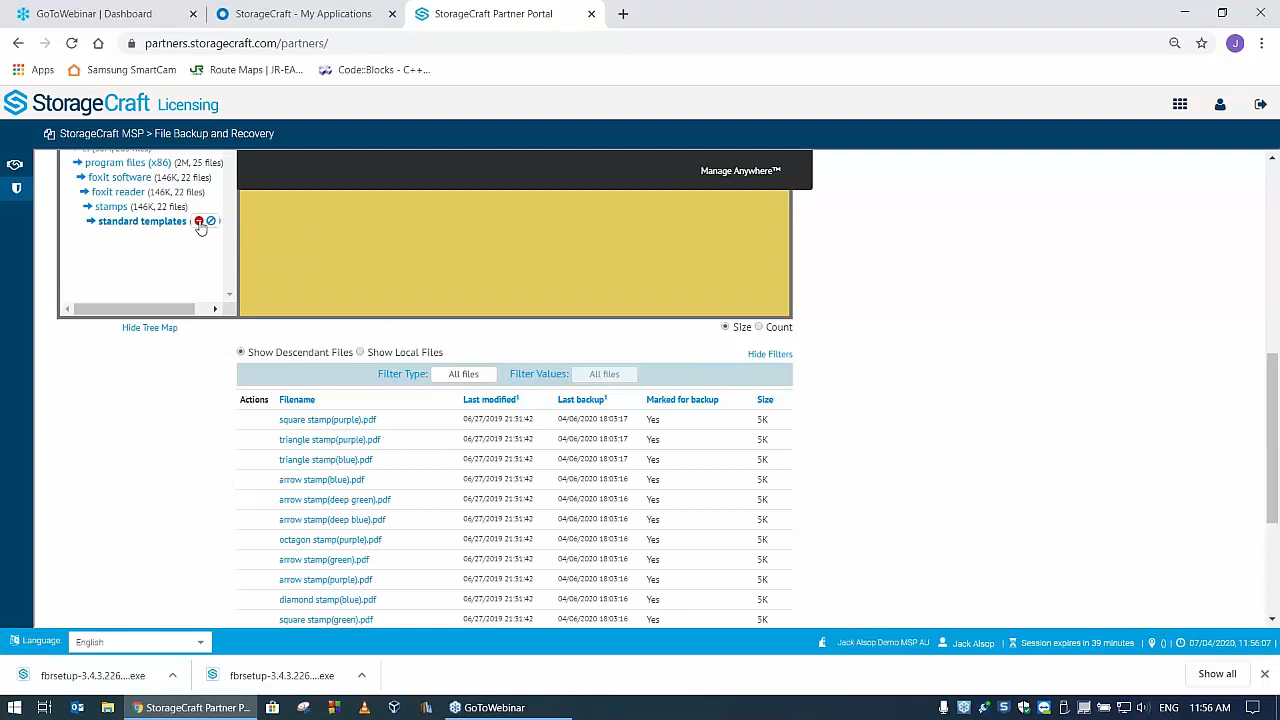 GoToWebinar | Dashboard
StorageCraft - My Applications
StorageCraft Partner Portal
partners.storagecraft.com/partners/
J
Apps
Samsung SmartCam
Route Maps | JR-EA...
Code::Blocks - C++...
StorageCraft Licensing
StorageCraft MSP > File Backup and Recovery
program files (x86) (2M, 25 files)
foxit software (146K, 22 files)
foxit reader (146K, 22 files)
stamps (146K, 22 files)
standard templates
Manage Anywhere™
Hide Tree Map
Size Count
Show Descendant Files Show Local Files
Hide Filters
Filter Type: All files Filter Values: All files
Actions Filename Last modified¹ Last backup¹ Marked for backup Size
square stamp(purple).pdf 06/27/2019 21:31:42 04/06/2020 18:03:17 Yes 5K
triangle stamp(purple).pdf 06/27/2019 21:31:42 04/06/2020 18:03:17 Yes 5K
triangle stamp(blue).pdf 06/27/2019 21:31:42 04/06/2020 18:03:17 Yes 5K
arrow stamp(blue).pdf 06/27/2019 21:31:42 04/06/2020 18:03:16 Yes 5K
arrow stamp(deep green).pdf 06/27/2019 21:31:42 04/06/2020 18:03:16 Yes 5K
arrow stamp(deep blue).pdf 06/27/2019 21:31:42 04/06/2020 18:03:16 Yes 5K
octagon stamp(purple).pdf 06/27/2019 21:31:42 04/06/2020 18:03:16 Yes 5K
arrow stamp(green).pdf 06/27/2019 21:31:42 04/06/2020 18:03:16 Yes 5K
arrow stamp(purple).pdf 06/27/2019 21:31:42 04/06/2020 18:03:16 Yes 5K
diamond stamp(blue).pdf 06/27/2019 21:31:42 04/06/2020 18:03:16 Yes 5K
square stamp(green).pdf 06/27/2019 21:31:42 04/06/2020 18:03:16 Yes 5K
Language: English
Jack Alsop Demo MSP AU Jack Alsop | Session expires in 39 minutes | () | 07/04/2020, 11:56:07
fbrsetup-3.4.3.226....exe
fbrsetup-3.4.3.226....exe
Show all
StorageCraft Partner P...
GoToWebinar
ENG 11:56 AM